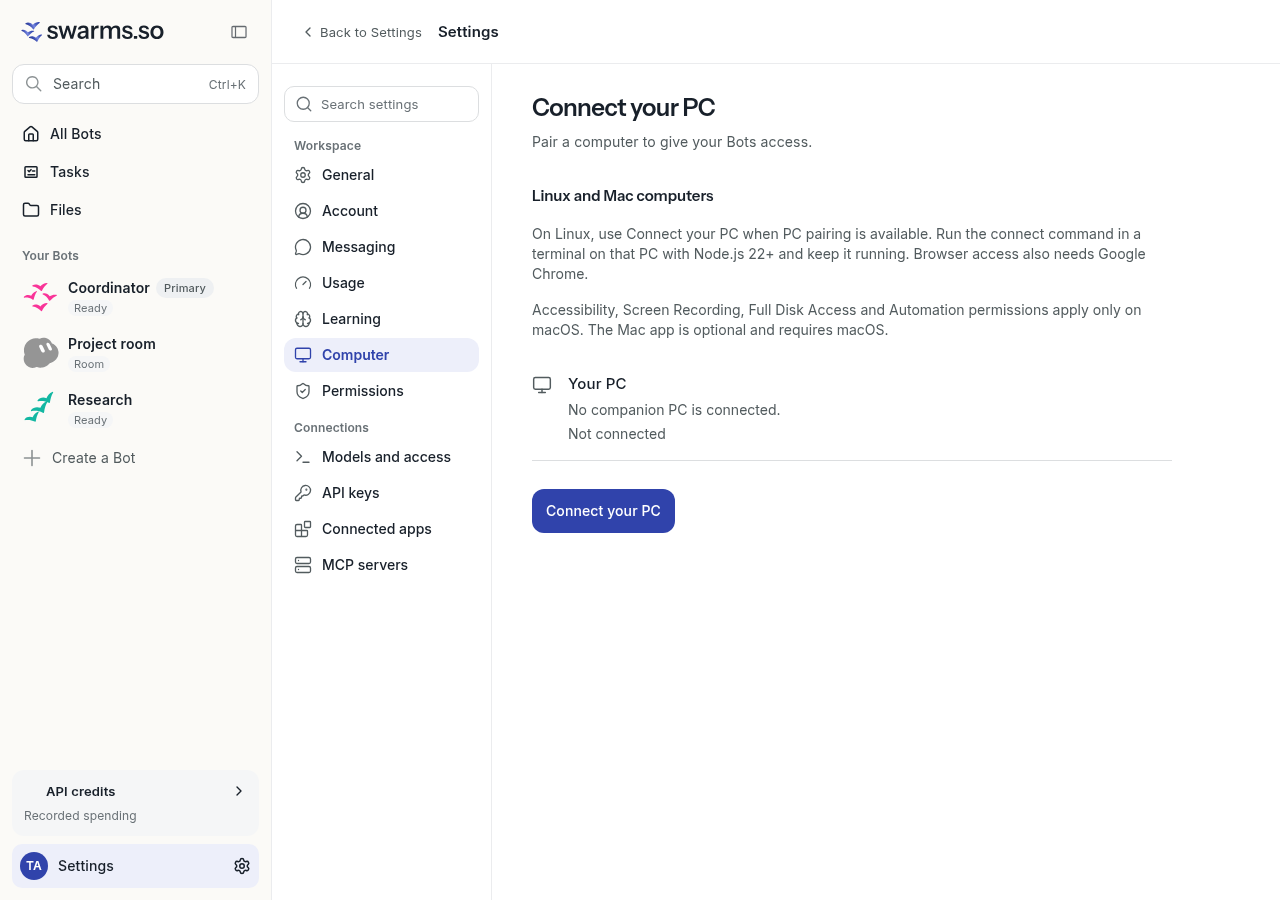 swarms.so
Search
Ctrl+K
All Bots
Tasks
Files
Your Bots
Coordinator
Primary
Ready
Project room
Room
Research
Ready
Create a Bot
API credits
Recorded spending
TA
Settings
Back to Settings
Settings
Search settings
Workspace
General
Account
Messaging
Usage
Learning
Computer
Permissions
Connections
Models and access
API keys
Connected apps
MCP servers
Connect your PC
Pair a computer to give your Bots access.
Linux and Mac computers
On Linux, use Connect your PC when PC pairing is available. Run the connect command in a
terminal on that PC with Node.js 22+ and keep it running. Browser access also needs Google
Chrome.
Accessibility, Screen Recording, Full Disk Access and Automation permissions apply only on
macOS. The Mac app is optional and requires macOS.
Your PC
No companion PC is connected.
Not connected
Connect your PC